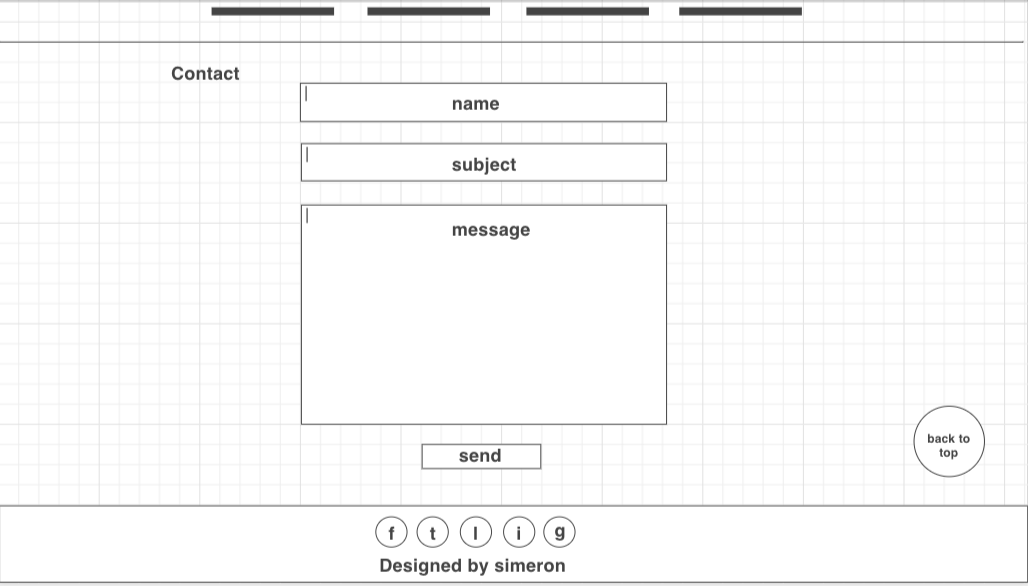 Contact
name
subject
message
send
back to
top
f t l i g
Designed by simeron